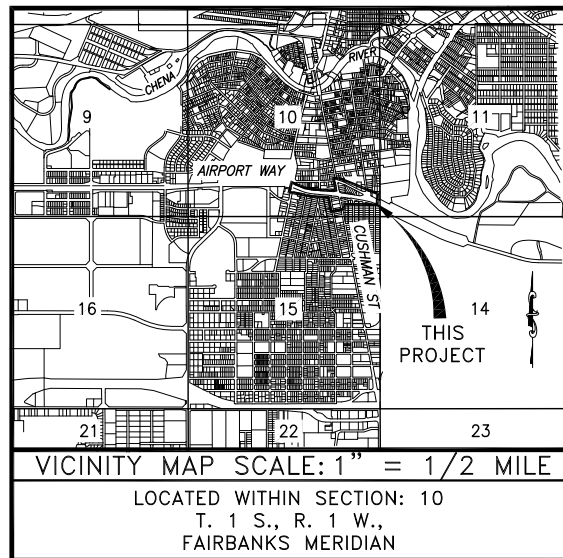 CHENA
RIVER
9
10
11
AIRPORT WAY
CUSHMAN ST
16
15
14
THIS
PROJECT
21
22
23
VICINITY MAP SCALE: 1" = 1/2 MILE
LOCATED WITHIN SECTION: 10
T. 1 S., R. 1 W.,
FAIRBANKS MERIDIAN